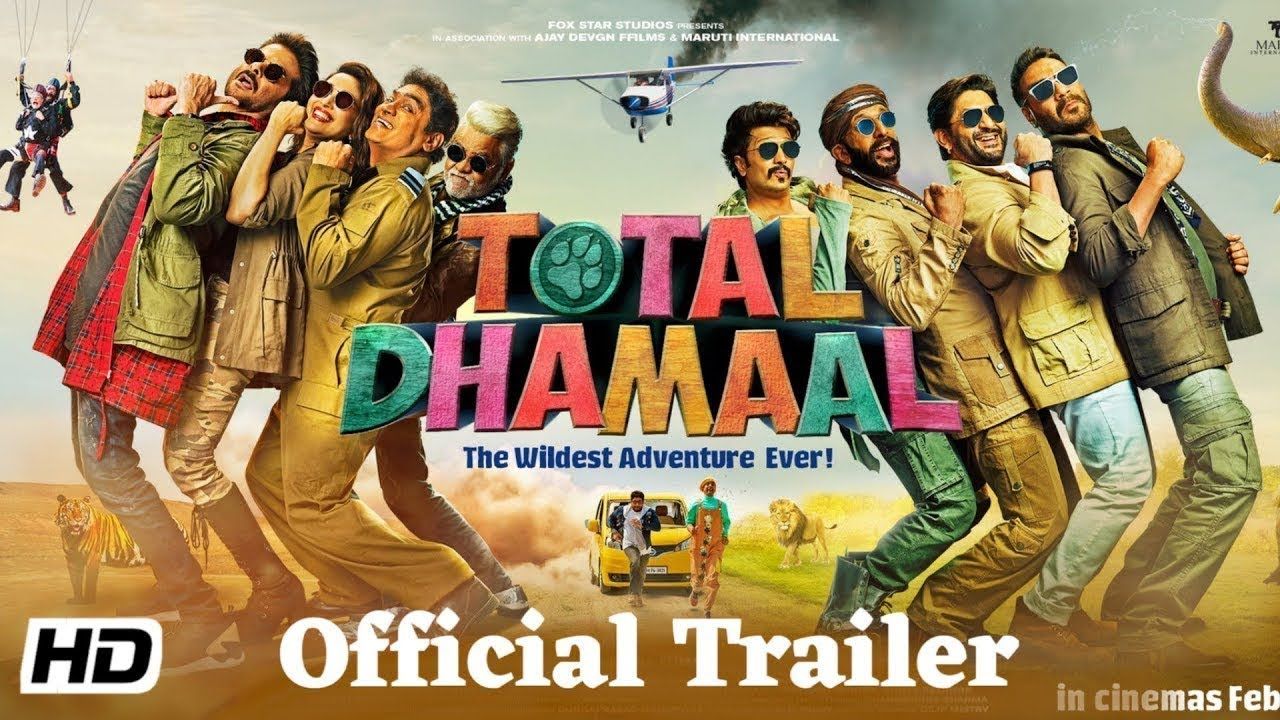 FOX STAR STUDIOS PRESENTS
IN ASSOCIATION WITH AJAY DEVGN FFILMS & MARUTI INTERNATIONAL
TOTAL
DHAMAAL
The Wildest Adventure Ever!
HD
Official Trailer
in cinemas Feb